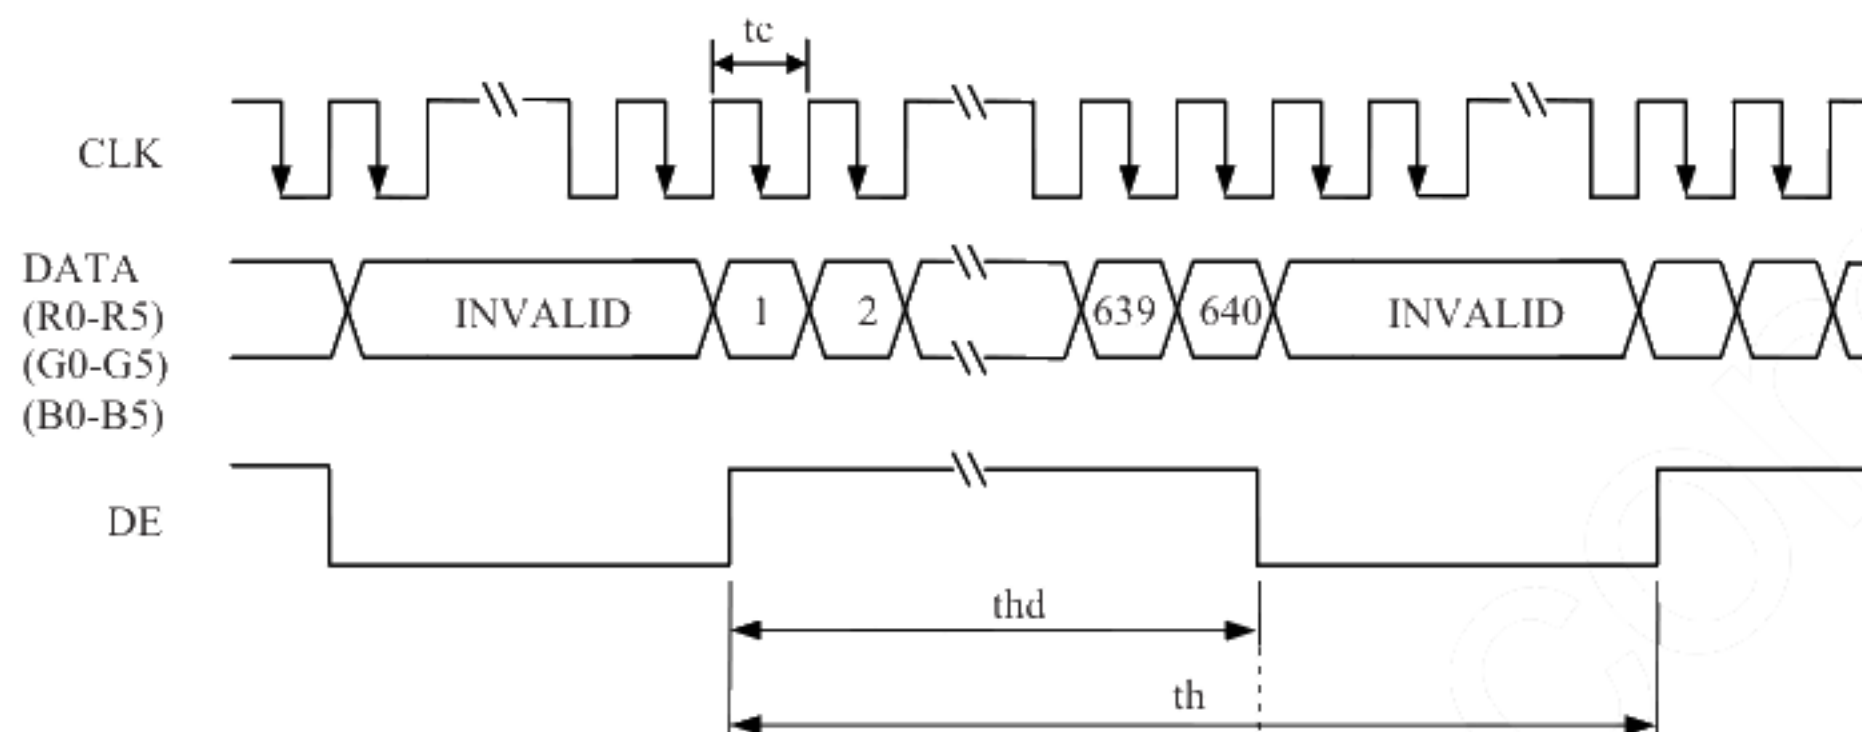 tc
CLK
DATA
(R0-R5)
(G0-G5)
(B0-B5)
INVALID 1 2 639 640 INVALID
DE
thd
th